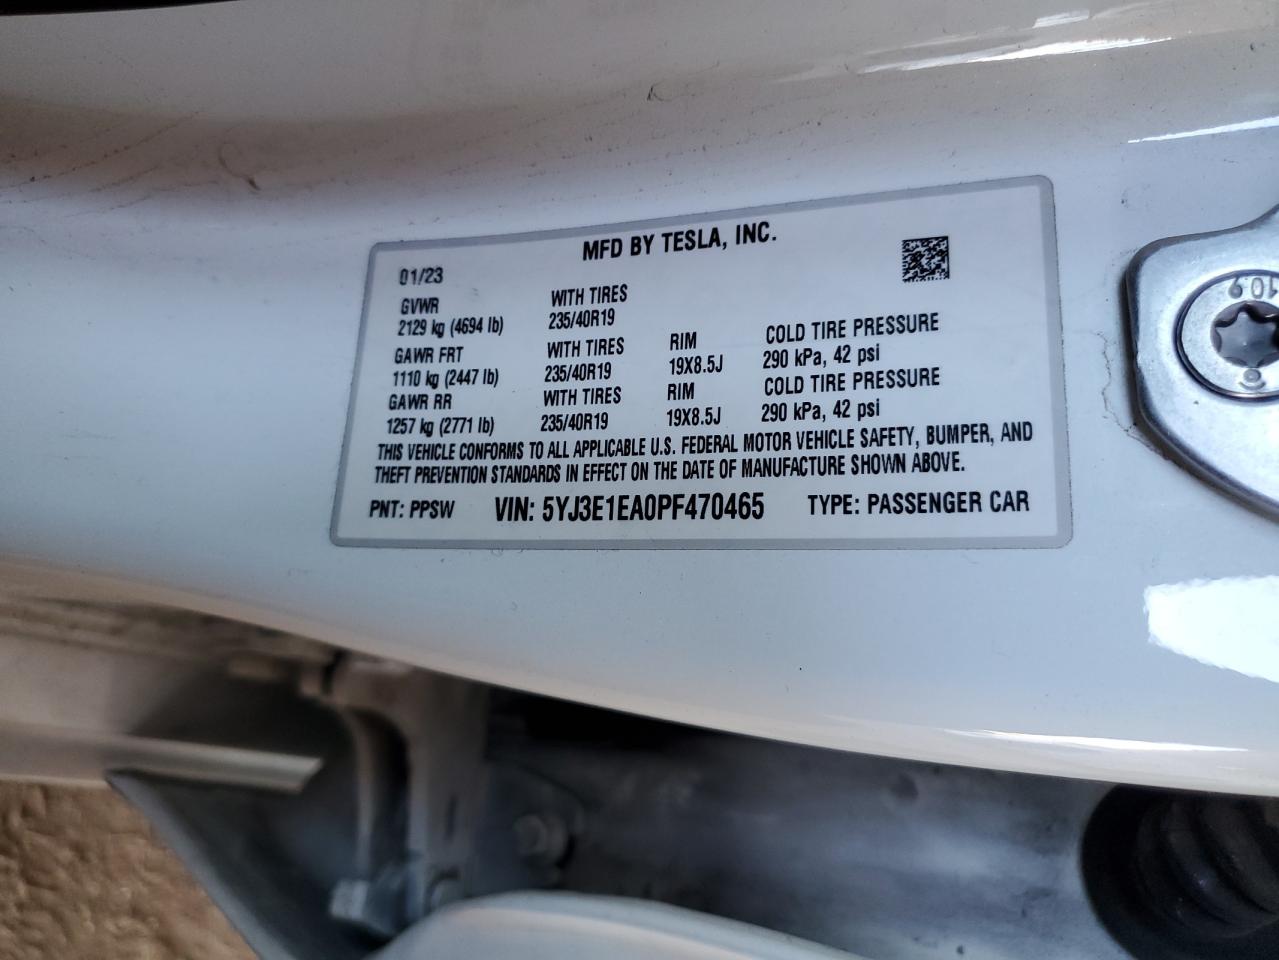 MFD BY TESLA, INC.
01/23
GVWR WITH TIRES
2129 kg (4694 lb) 235/40R19
GAWR FRT WITH TIRES RIM COLD TIRE PRESSURE
1110 kg (2447 lb) 235/40R19 19X8.5J 290 kPa, 42 psi
GAWR RR WITH TIRES RIM COLD TIRE PRESSURE
1257 kg (2771 lb) 235/40R19 19X8.5J 290 kPa, 42 psi
THIS VEHICLE CONFORMS TO ALL APPLICABLE U.S. FEDERAL MOTOR VEHICLE SAFETY, BUMPER, AND
THEFT PREVENTION STANDARDS IN EFFECT ON THE DATE OF MANUFACTURE SHOWN ABOVE.
PNT: PPSW VIN: 5YJ3E1EA0PF470465 TYPE: PASSENGER CAR
10.9